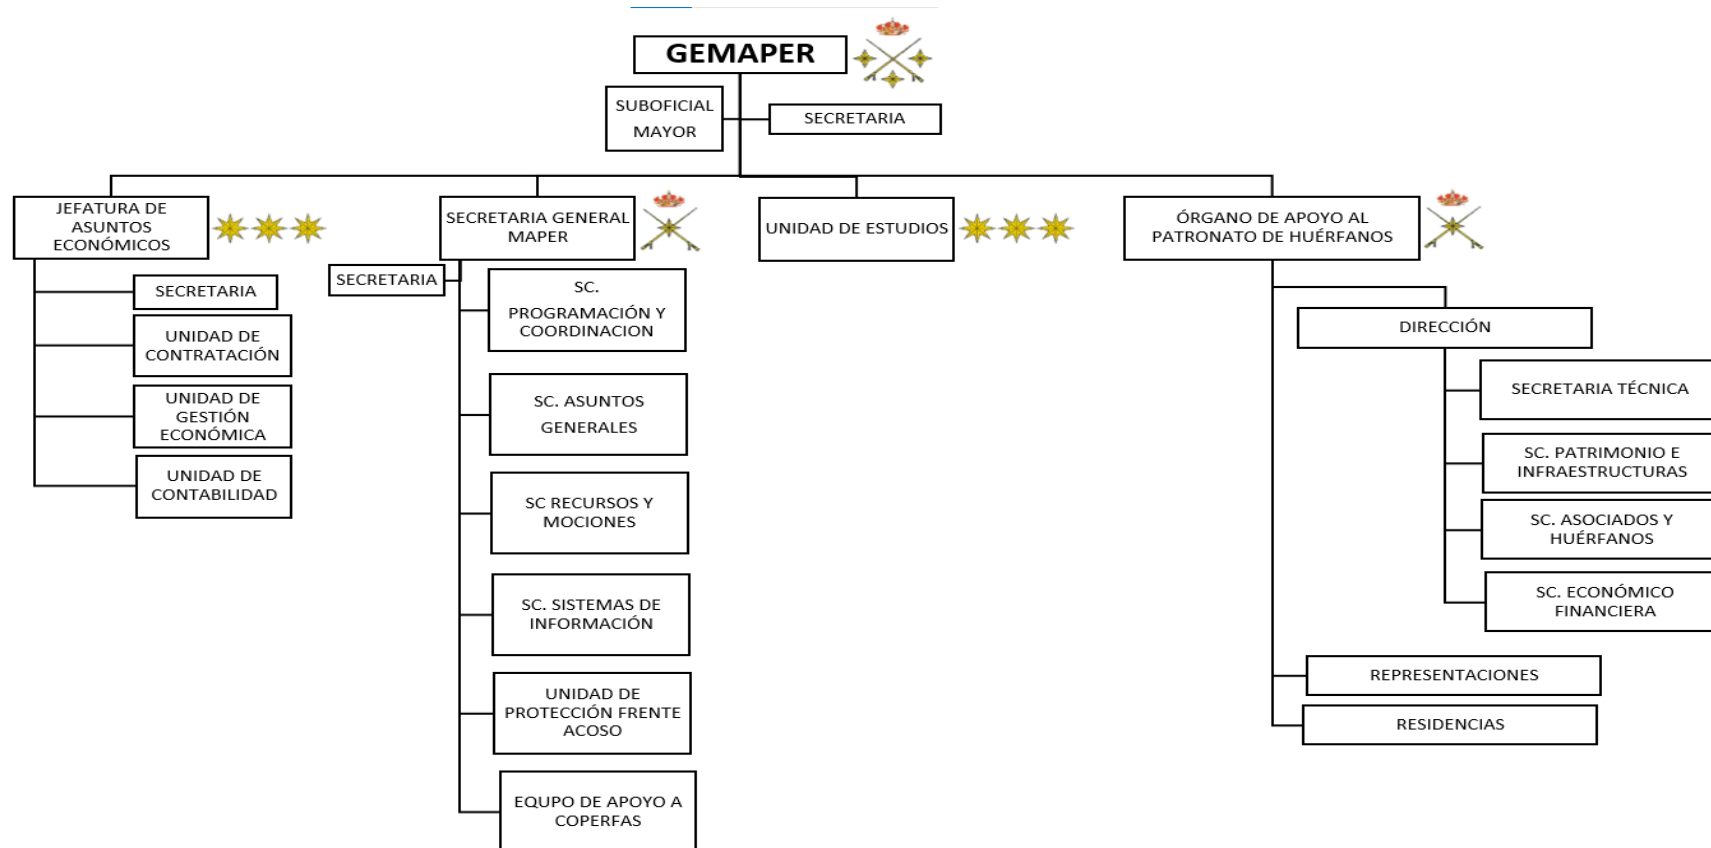 GEMAPER
SUBOFICIAL
MAYOR
SECRETARIA
JEFATURA DE
ASUNTOS
ECONÓMICOS
SECRETARIA
UNIDAD DE
CONTRATACIÓN
UNIDAD DE
GESTIÓN
ECONÓMICA
UNIDAD DE
CONTABILIDAD
SECRETARIA GENERAL
MAPER
SECRETARIA
SC.
PROGRAMACIÓN Y
COORDINACION
SC. ASUNTOS
GENERALES
SC RECURSOS Y
MOCIONES
SC. SISTEMAS DE
INFORMACIÓN
UNIDAD DE
PROTECCIÓN FRENTE
ACOSO
EQUPO DE APOYO A
COPERFAS
UNIDAD DE ESTUDIOS
ÓRGANO DE APOYO AL
PATRONATO DE HUÉRFANOS
DIRECCIÓN
SECRETARIA TÉCNICA
SC. PATRIMONIO E
INFRAESTRUCTURAS
SC. ASOCIADOS Y
HUÉRFANOS
SC. ECONÓMICO
FINANCIERA
REPRESENTACIONES
RESIDENCIAS